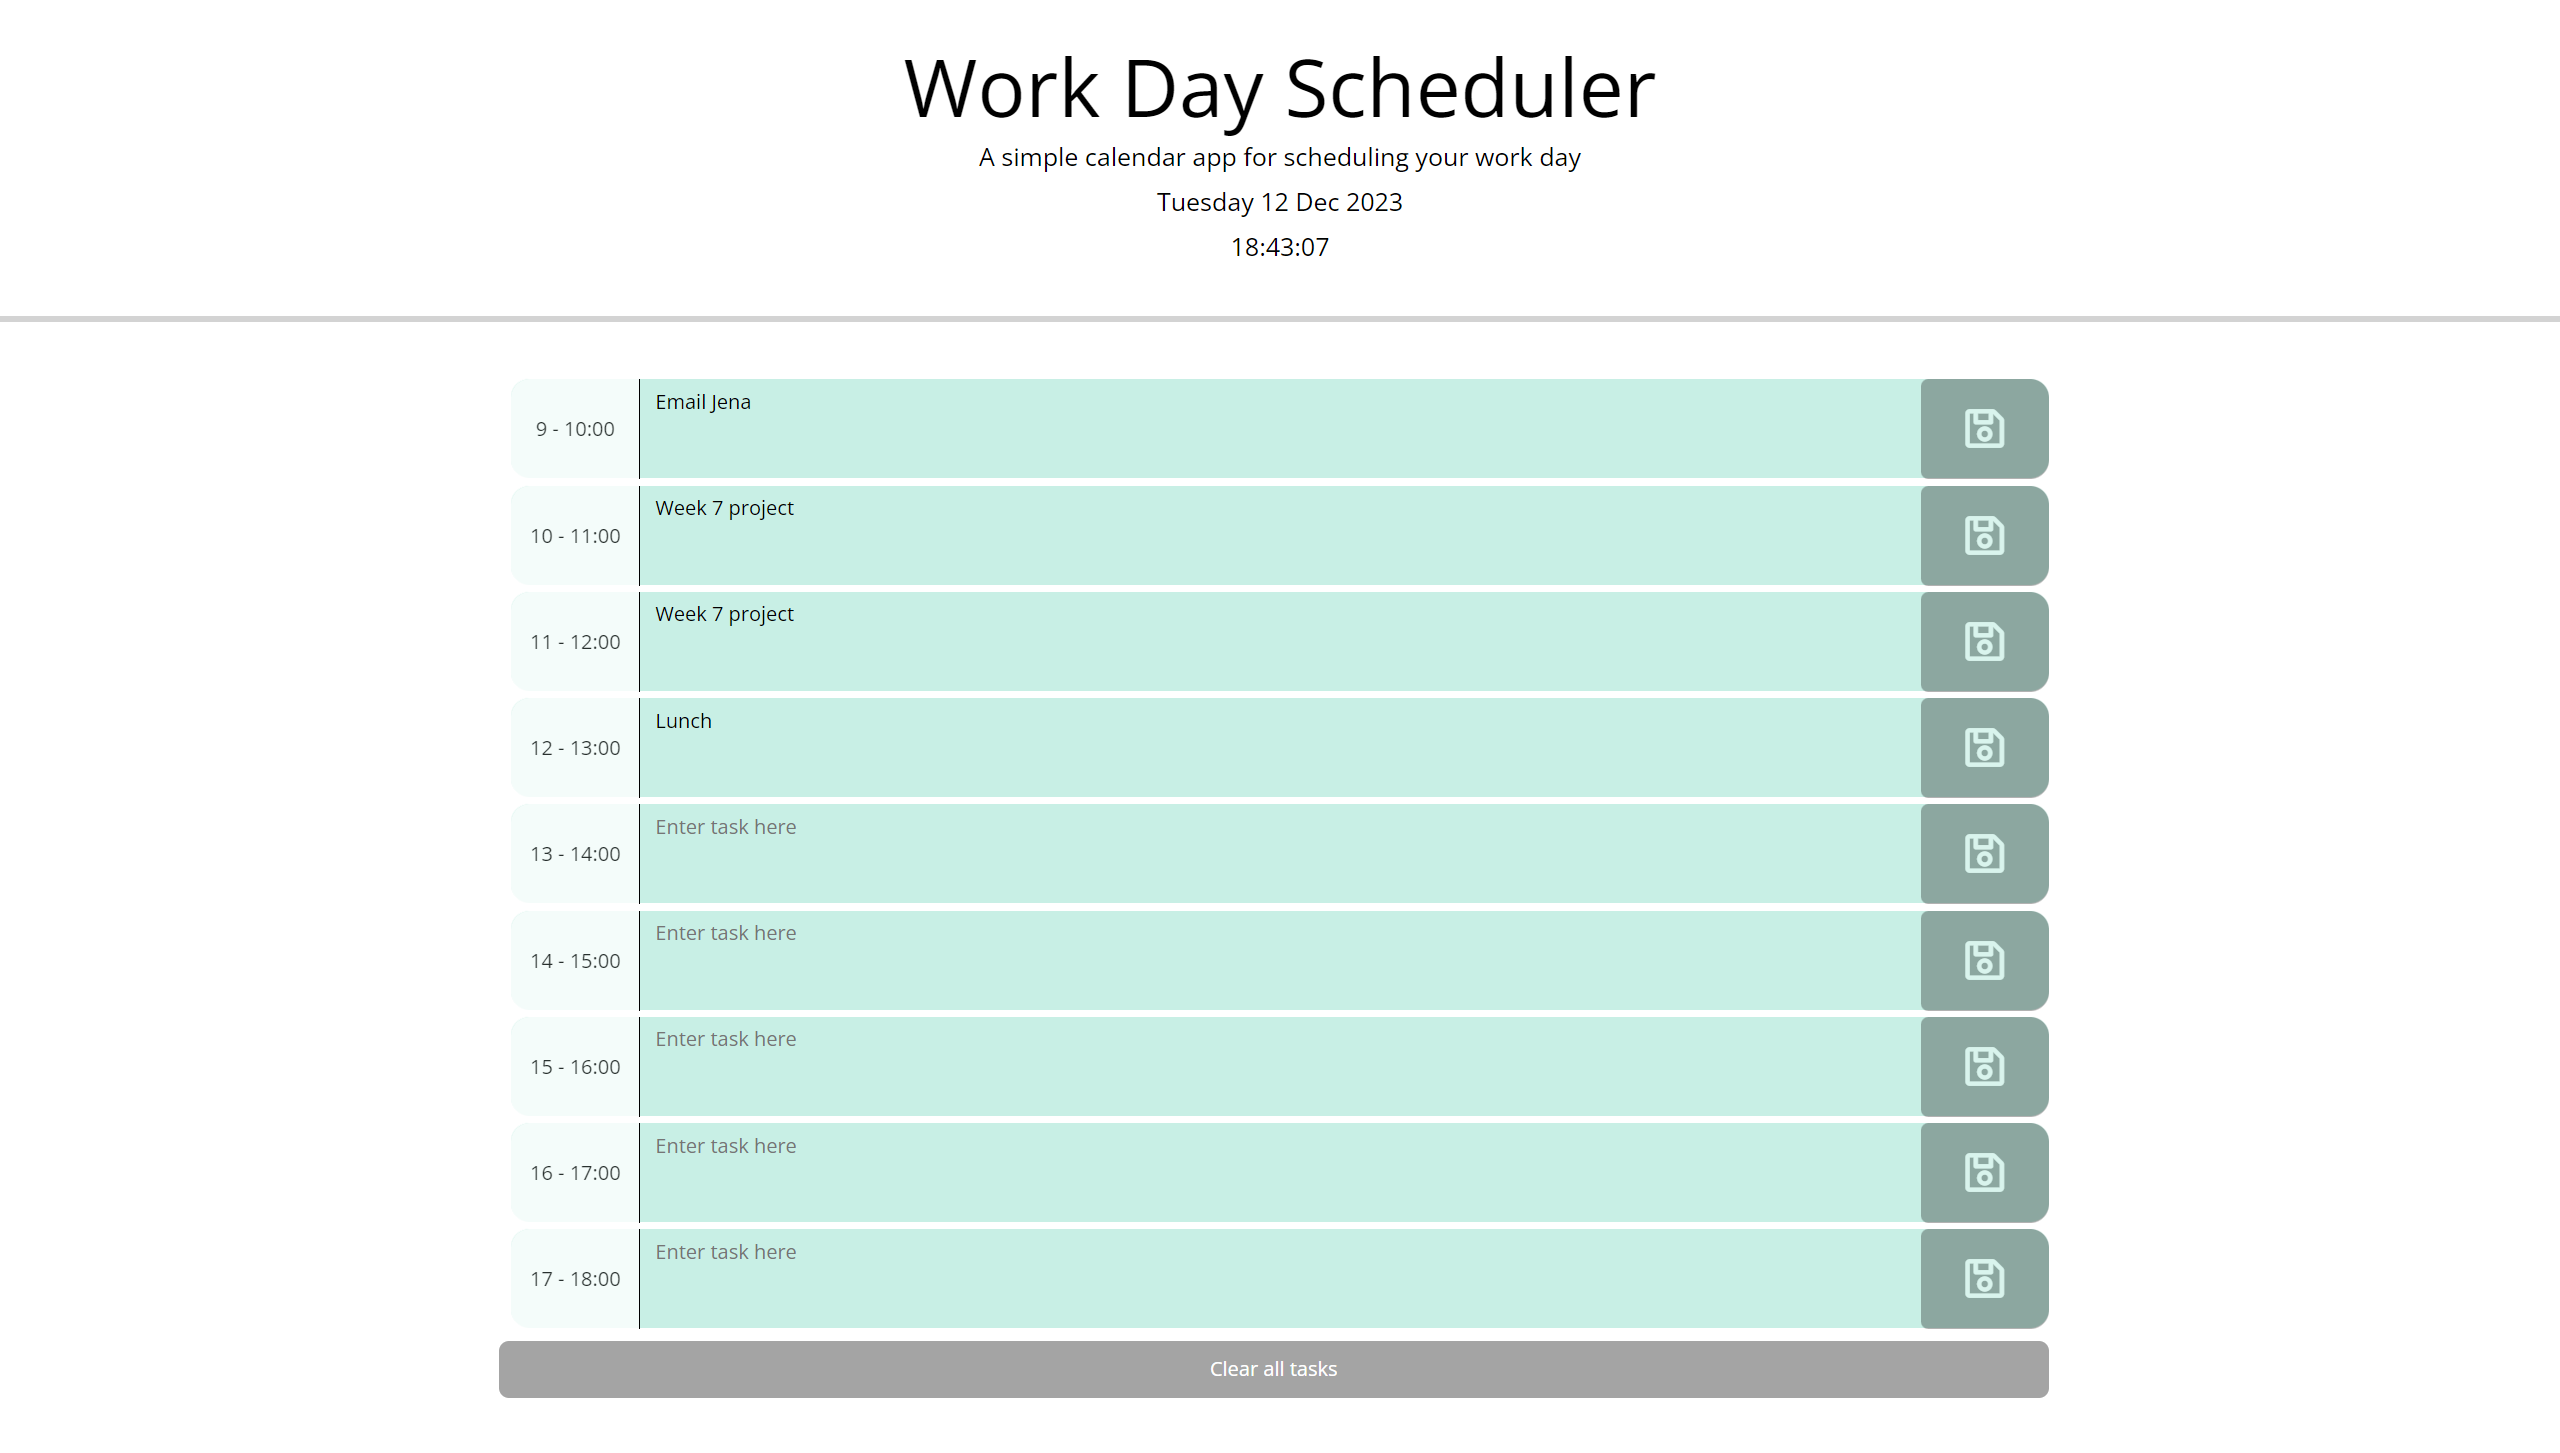 Work Day Scheduler
A simple calendar app for scheduling your work day
Tuesday 12 Dec 2023
18:43:07
9 - 10:00
Email Jena
10 - 11:00
Week 7 project
11 - 12:00
Week 7 project
12 - 13:00
Lunch
13 - 14:00
Enter task here
14 - 15:00
Enter task here
15 - 16:00
Enter task here
16 - 17:00
Enter task here
17 - 18:00
Enter task here
Clear all tasks